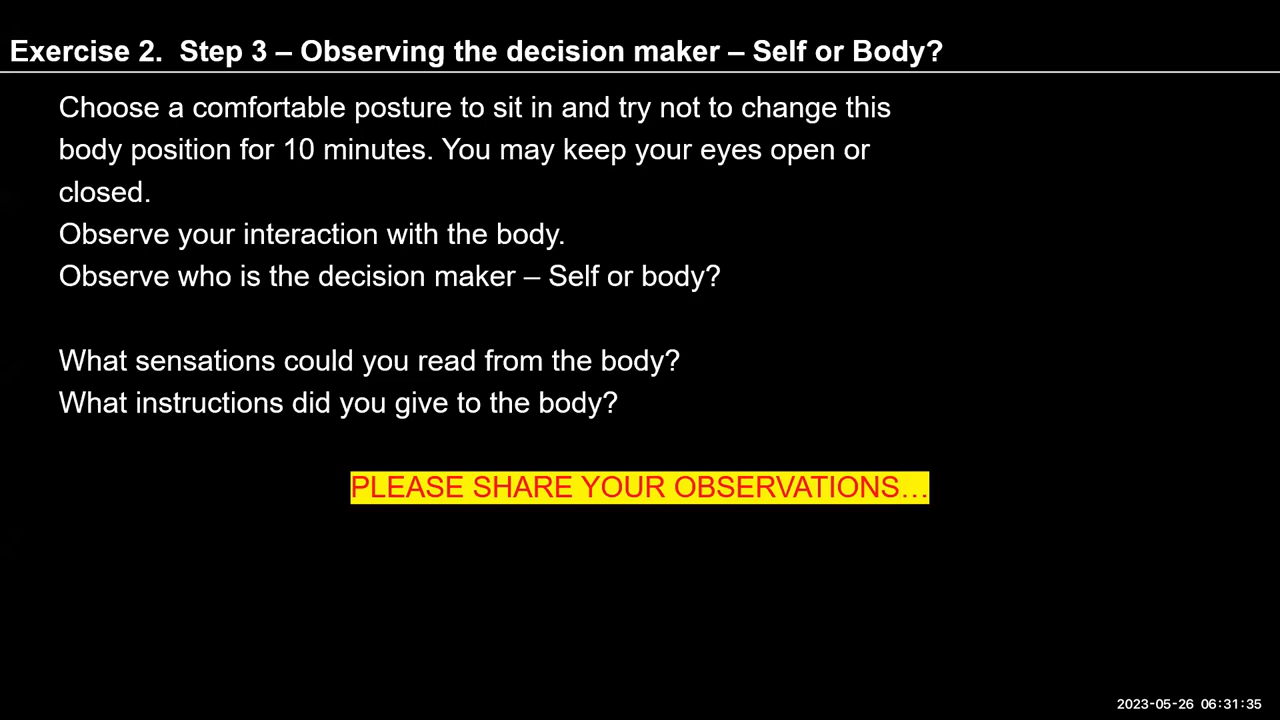 Exercise 2.  Step 3 – Observing the decision maker – Self or Body?
Choose a comfortable posture to sit in and try not to change this
body position for 10 minutes. You may keep your eyes open or
closed.
Observe your interaction with the body.
Observe who is the decision maker – Self or body?
What sensations could you read from the body?
What instructions did you give to the body?
PLEASE SHARE YOUR OBSERVATIONS…
2023-05-26 06:31:35